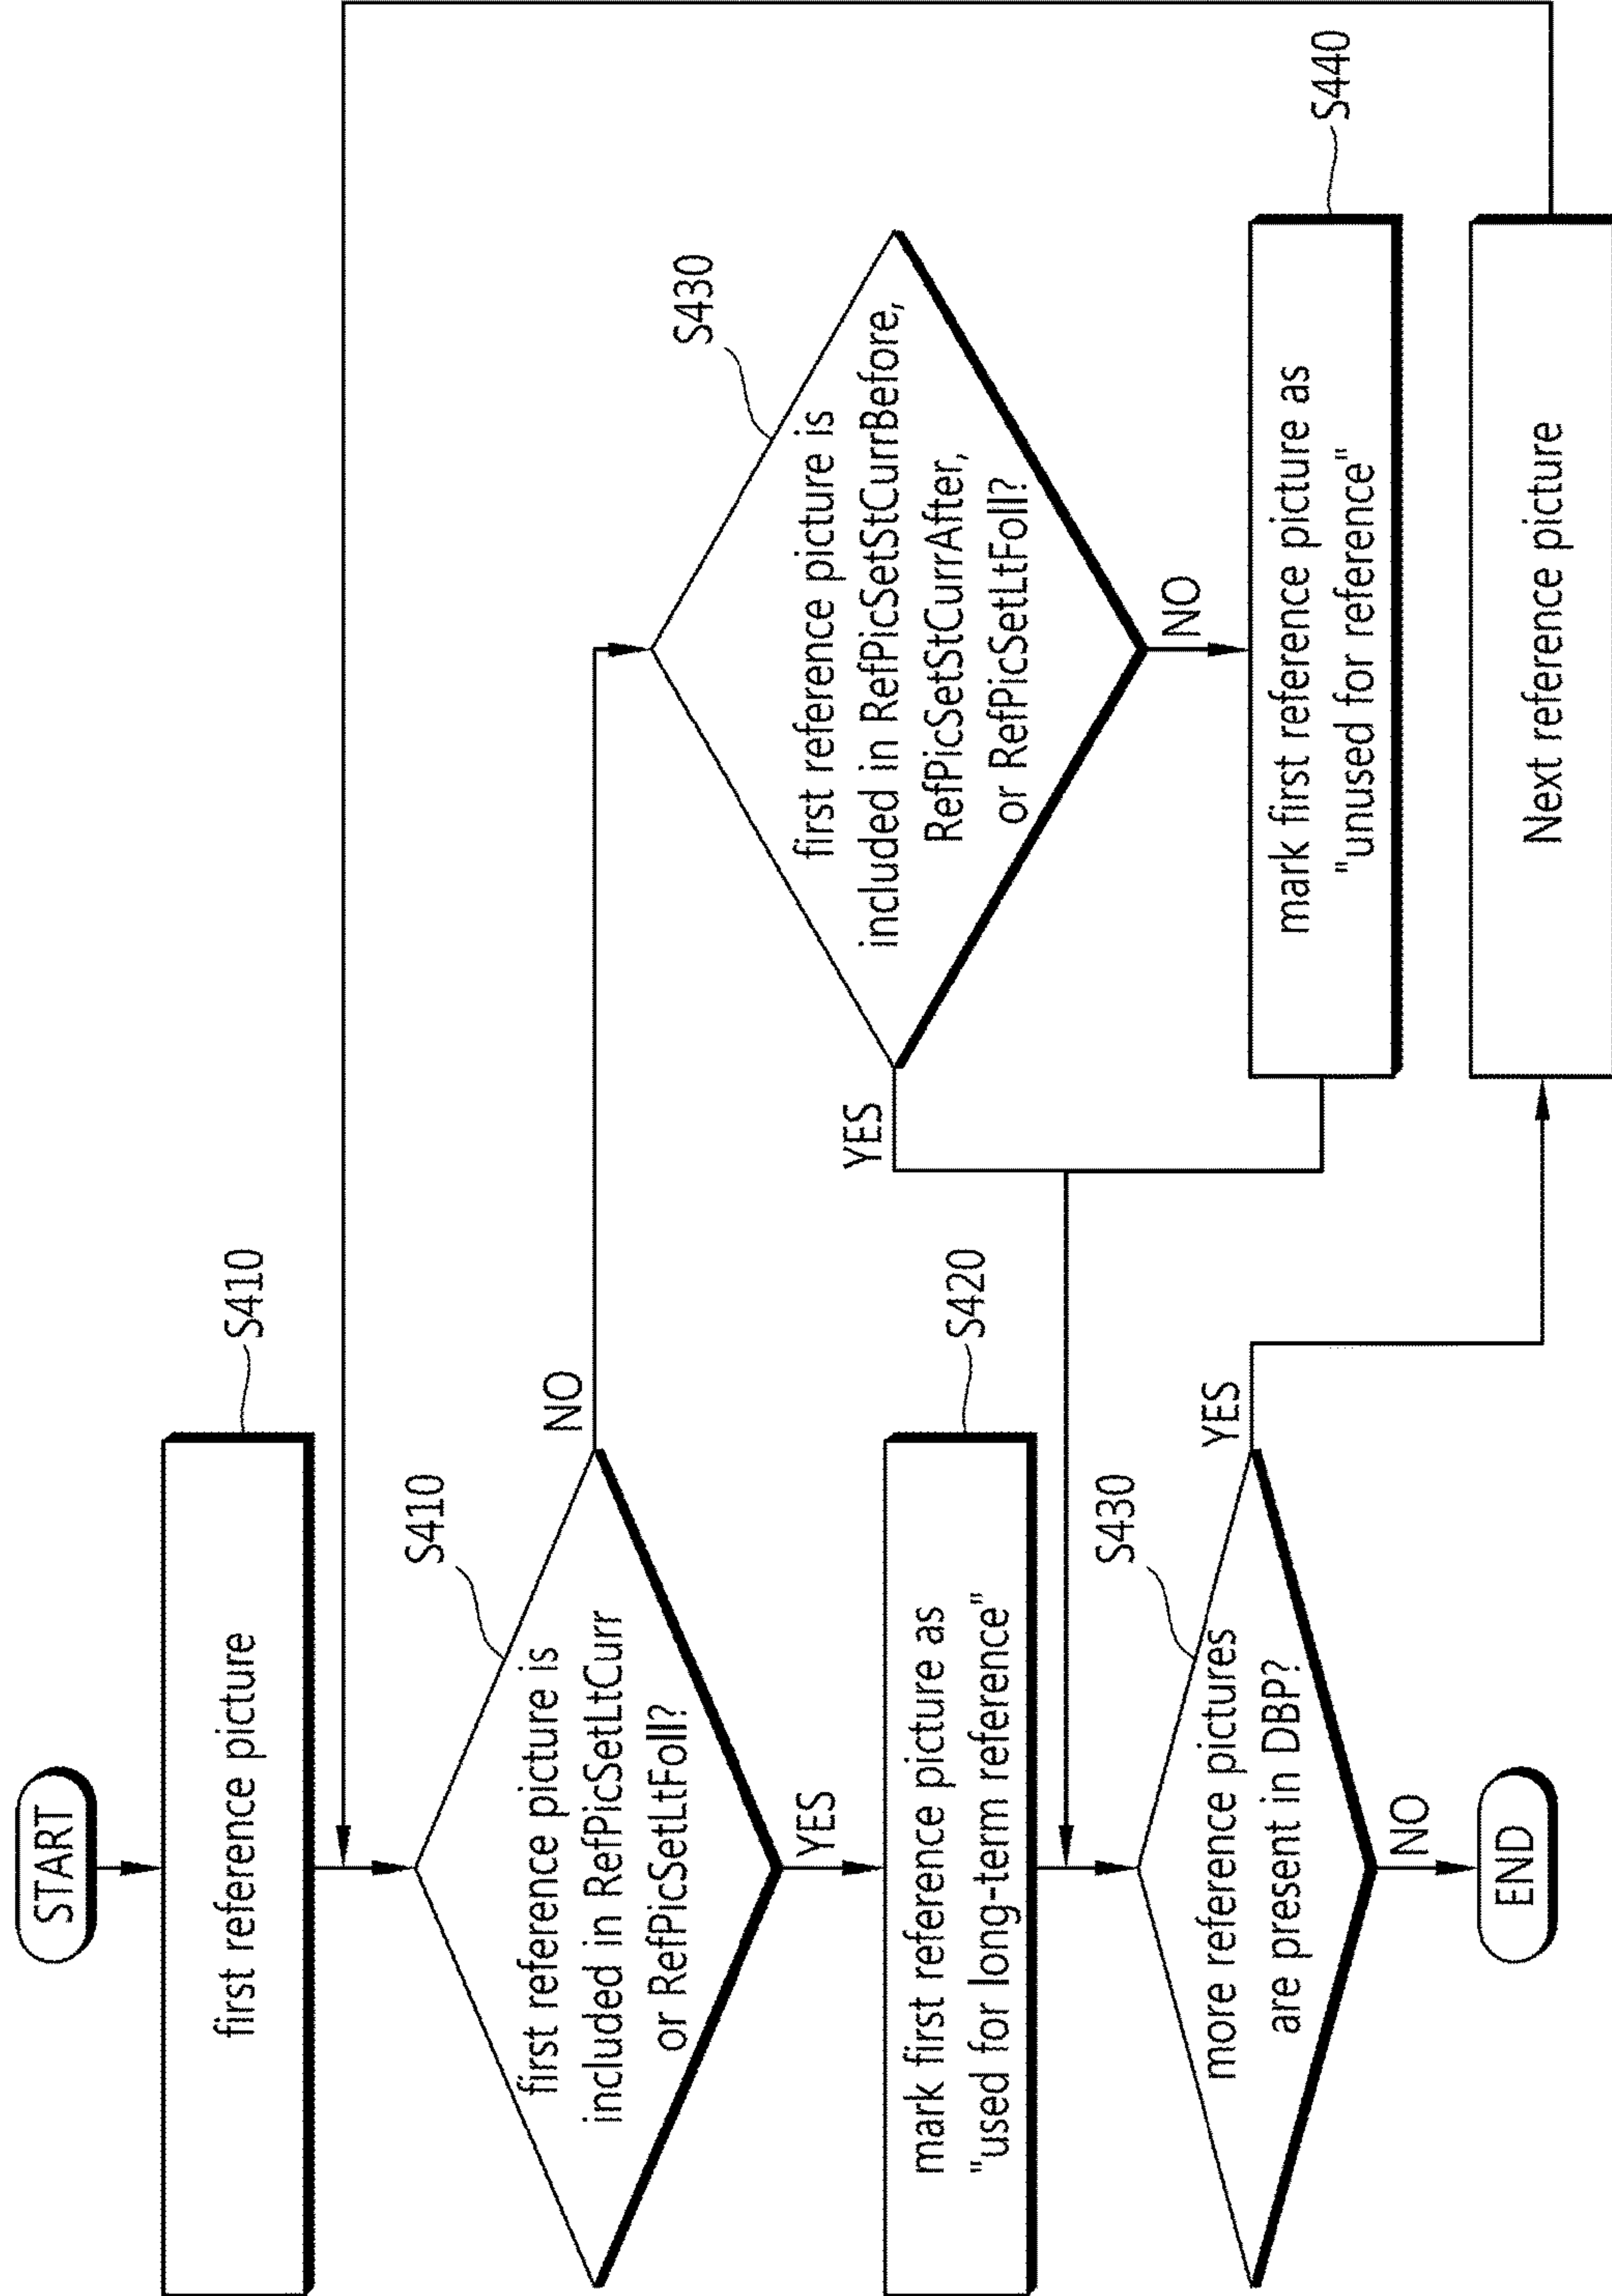 START
first reference picture
S410
first reference picture is
included in RefPicSetLtCurr
or RefPicSetLtFoll?
S410
NO
YES
first reference picture is
included in RefPicSetStCurrBefore,
RefPicSetStCurrAfter,
or RefPicSetLtFoll?
S430
YES
NO
mark first reference picture as
"used for long-term reference"
S420
mark first reference picture as
"unused for reference"
S440
more reference pictures
are present in DBP?
S430
YES
NO
Next reference picture
END